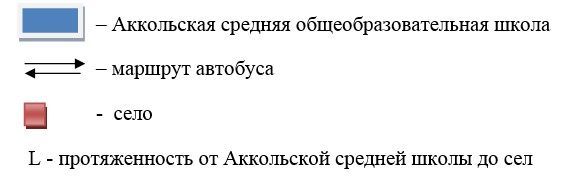 – Аккольская средняя общеобразовательная школа
– маршрут автобуса
- село
L - протяженность от Аккольской средней школы до сел